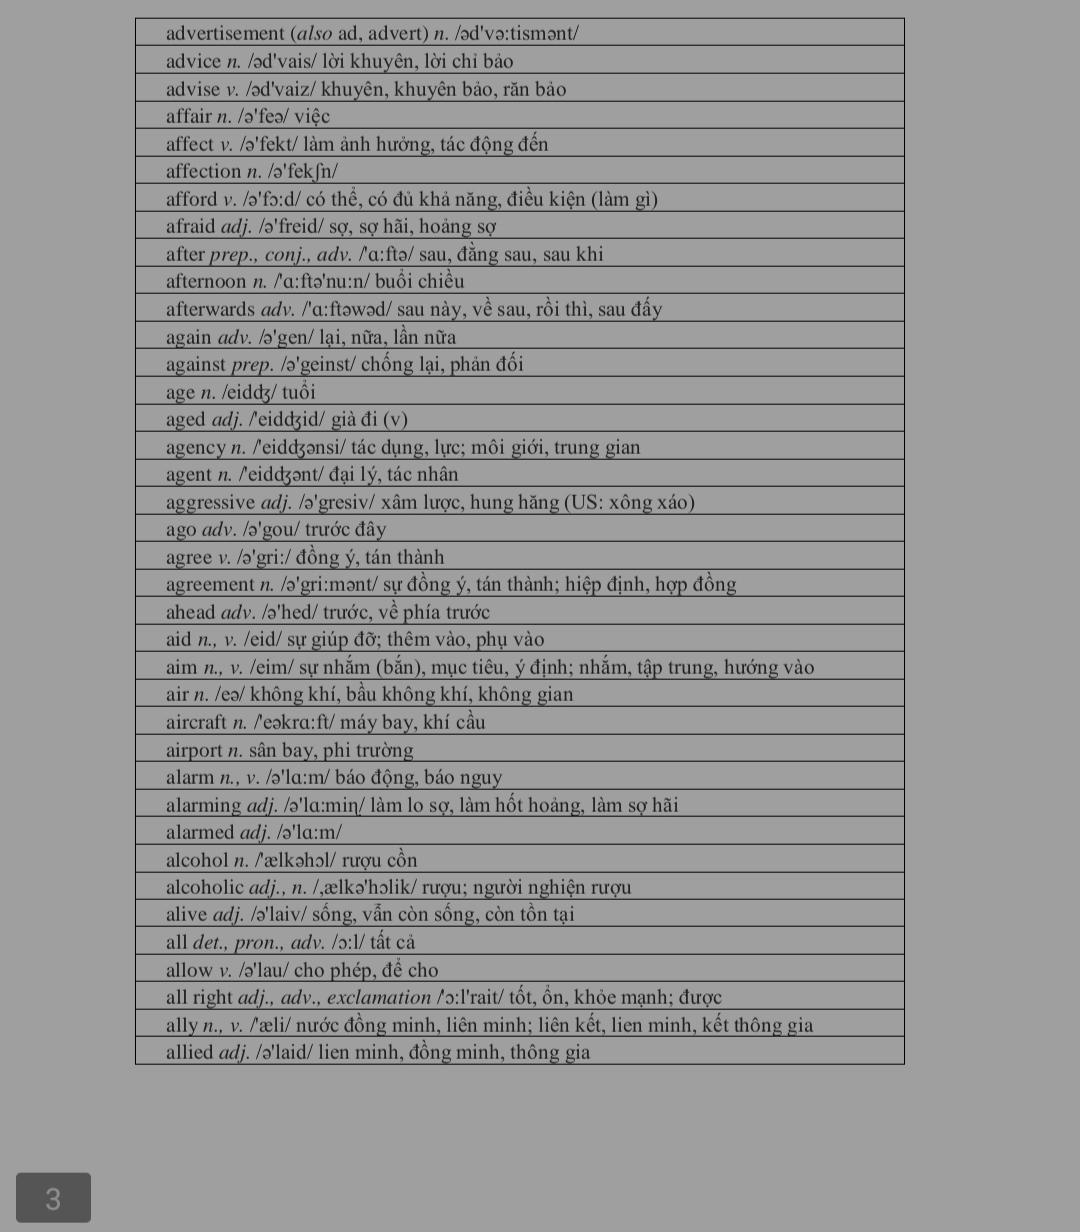 advertisement (also ad, advert) n. /əd'və:tismənt/
advice n. /əd'vais/ lời khuyên, lời chỉ bảo
advise v. /əd'vaiz/ khuyên, khuyên bảo, răn bảo
affair n. /ə'feə/ việc
affect v. /ə'fekt/ làm ảnh hưởng, tác động đến
affection n. /ə'fekʃn/
afford v. /ə'fɔ:d/ có thể, có đủ khả năng, điều kiện (làm gì)
afraid adj. /ə'freid/ sợ, sợ hãi, hoảng sợ
after prep., conj., adv. /'ɑ:ftə/ sau, đằng sau, sau khi
afternoon n. /'ɑ:ftə'nu:n/ buổi chiều
afterwards adv. /'ɑ:ftəwəd/ sau này, về sau, rồi thì, sau đấy
again adv. /ə'gen/ lại, nữa, lần nữa
against prep. /ə'geinst/ chống lại, phản đối
age n. /eidʤ/ tuổi
aged adj. /'eidʤid/ già đi (v)
agency n. /'eidʤənsi/ tác dụng, lực; môi giới, trung gian
agent n. /'eidʤənt/ đại lý, tác nhân
aggressive adj. /ə'gresiv/ xâm lược, hung hăng (US: xông xáo)
ago adv. /ə'gou/ trước đây
agree v. /ə'gri:/ đồng ý, tán thành
agreement n. /ə'gri:mənt/ sự đồng ý, tán thành; hiệp định, hợp đồng
ahead adv. /ə'hed/ trước, về phía trước
aid n., v. /eid/ sự giúp đỡ; thêm vào, phụ vào
aim n., v. /eim/ sự nhắm (bắn), mục tiêu, ý định; nhắm, tập trung, hướng vào
air n. /eə/ không khí, bầu không khí, không gian
aircraft n. /'eəkrɑ:ft/ máy bay, khí cầu
airport n. sân bay, phi trường
alarm n., v. /ə'lɑ:m/ báo động, báo nguy
alarming adj. /ə'lɑ:miɳ/ làm lo sợ, làm hốt hoảng, làm sợ hãi
alarmed adj. /ə'lɑ:m/
alcohol n. /'ælkəhɔl/ rượu cồn
alcoholic adj., n. /,ælkə'hɔlik/ rượu; người nghiện rượu
alive adj. /ə'laiv/ sống, vẫn còn sống, còn tồn tại
all det., pron., adv. /ɔ:l/ tất cả
allow v. /ə'lau/ cho phép, để cho
all right adj., adv., exclamation /'ɔ:l'rait/ tốt, ổn, khỏe mạnh; được
ally n., v. /'æli/ nước đồng minh, liên minh; liên kết, lien minh, kết thông gia
allied adj. /ə'laid/ lien minh, đồng minh, thông gia
3